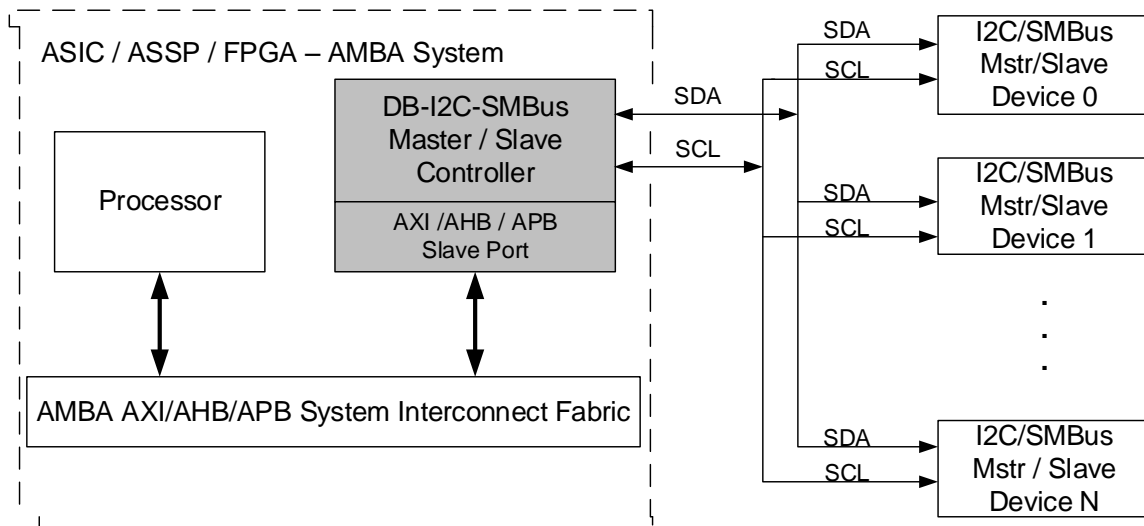 ASIC / ASSP / FPGA – AMBA System
Processor
DB-I2C-SMBus
Master / Slave
Controller
AXI /AHB / APB
Slave Port
AMBA AXI/AHB/APB System Interconnect Fabric
SDA
SCL
SDA
SCL
I2C/SMBus
Mstr/Slave
Device 0
SDA
SCL
I2C/SMBus
Mstr/Slave
Device 1
.
.
.
SDA
SCL
I2C/SMBus
Mstr / Slave
Device N